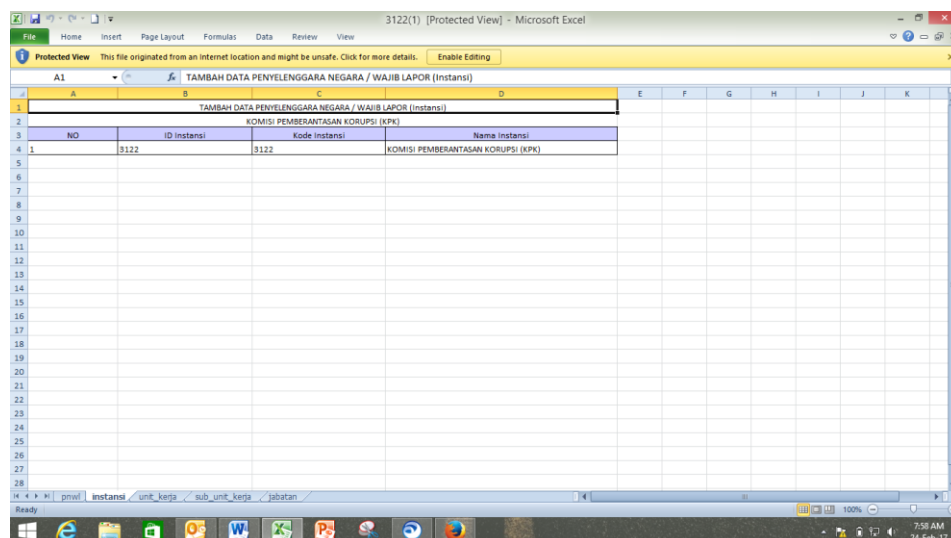 3122(1) [Protected View] - Microsoft Excel
File Home Insert Page Layout Formulas Data Review View
Protected View This file originated from an Internet location and might be unsafe. Click for more details. Enable Editing
A1 fx TAMBAH DATA PENYELENGGARA NEGARA / WAJIB LAPOR (Instansi)
A B C D E F G H I J K
1 TAMBAH DATA PENYELENGGARA NEGARA / WAJIB LAPOR (Instansi)
2 KOMISI PEMBERANTASAN KORUPSI (KPK)
3 NO ID Instansi Kode Instansi Nama Instansi
4 1 3122 3122 KOMISI PEMBERANTASAN KORUPSI (KPK)
5
6
7
8
9
10
11
12
13
14
15
16
17
18
19
20
21
22
23
24
25
26
27
28
pnwl instansi unit_kerja sub_unit_kerja jabatan
Ready 100%
7:58 AM